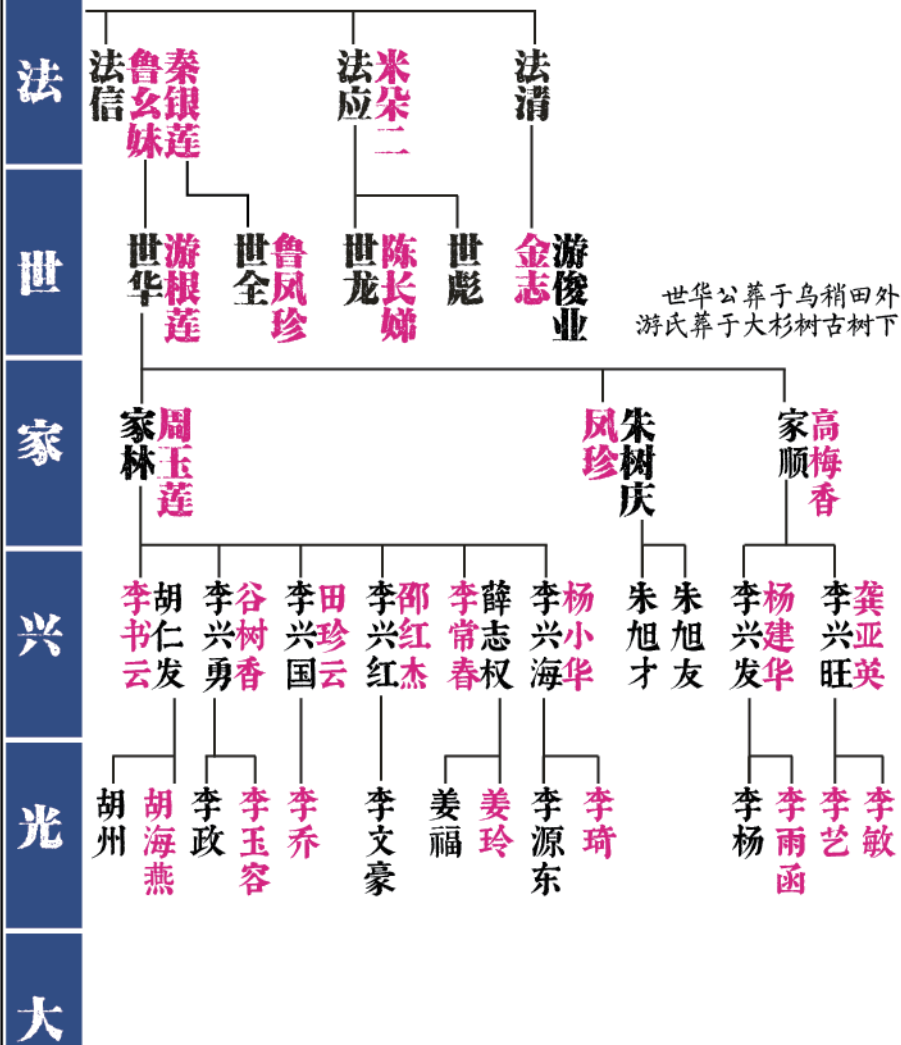 法
法信
鲁幺妹
秦银莲
法应
米朵二
法清
世
世华
游根莲
世全
鲁凤珍
世龙
陈长娣
世彪
金志
游俊业
世华公葬于乌稍田外
游氏葬于大杉树古树下
家
家林
周玉莲
凤珍
朱树庆
家顺
高梅香
兴
李书云
胡仁发
李兴勇
谷树香
李兴国
田珍云
李兴红
邵红杰
李常春
薛志权
李兴海
杨小华
朱旭才
朱旭友
李兴发
杨建华
李兴旺
龚亚英
光
胡州
胡海燕
李政
李玉容
李乔
李文豪
姜福
姜玲
李源东
李琦
李杨
李雨函
李艺
李敏
大